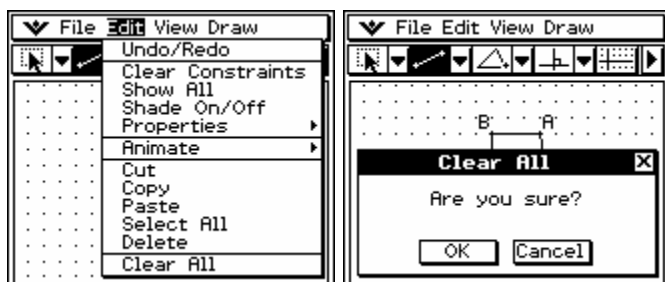 File Edit View Draw
Undo/Redo
Clear Constraints
Show All
Shade On/Off
Properties
Animate
Cut
Copy
Paste
Select All
Delete
Clear All
File Edit View Draw
B A
Clear All
Are you sure?
OK Cancel